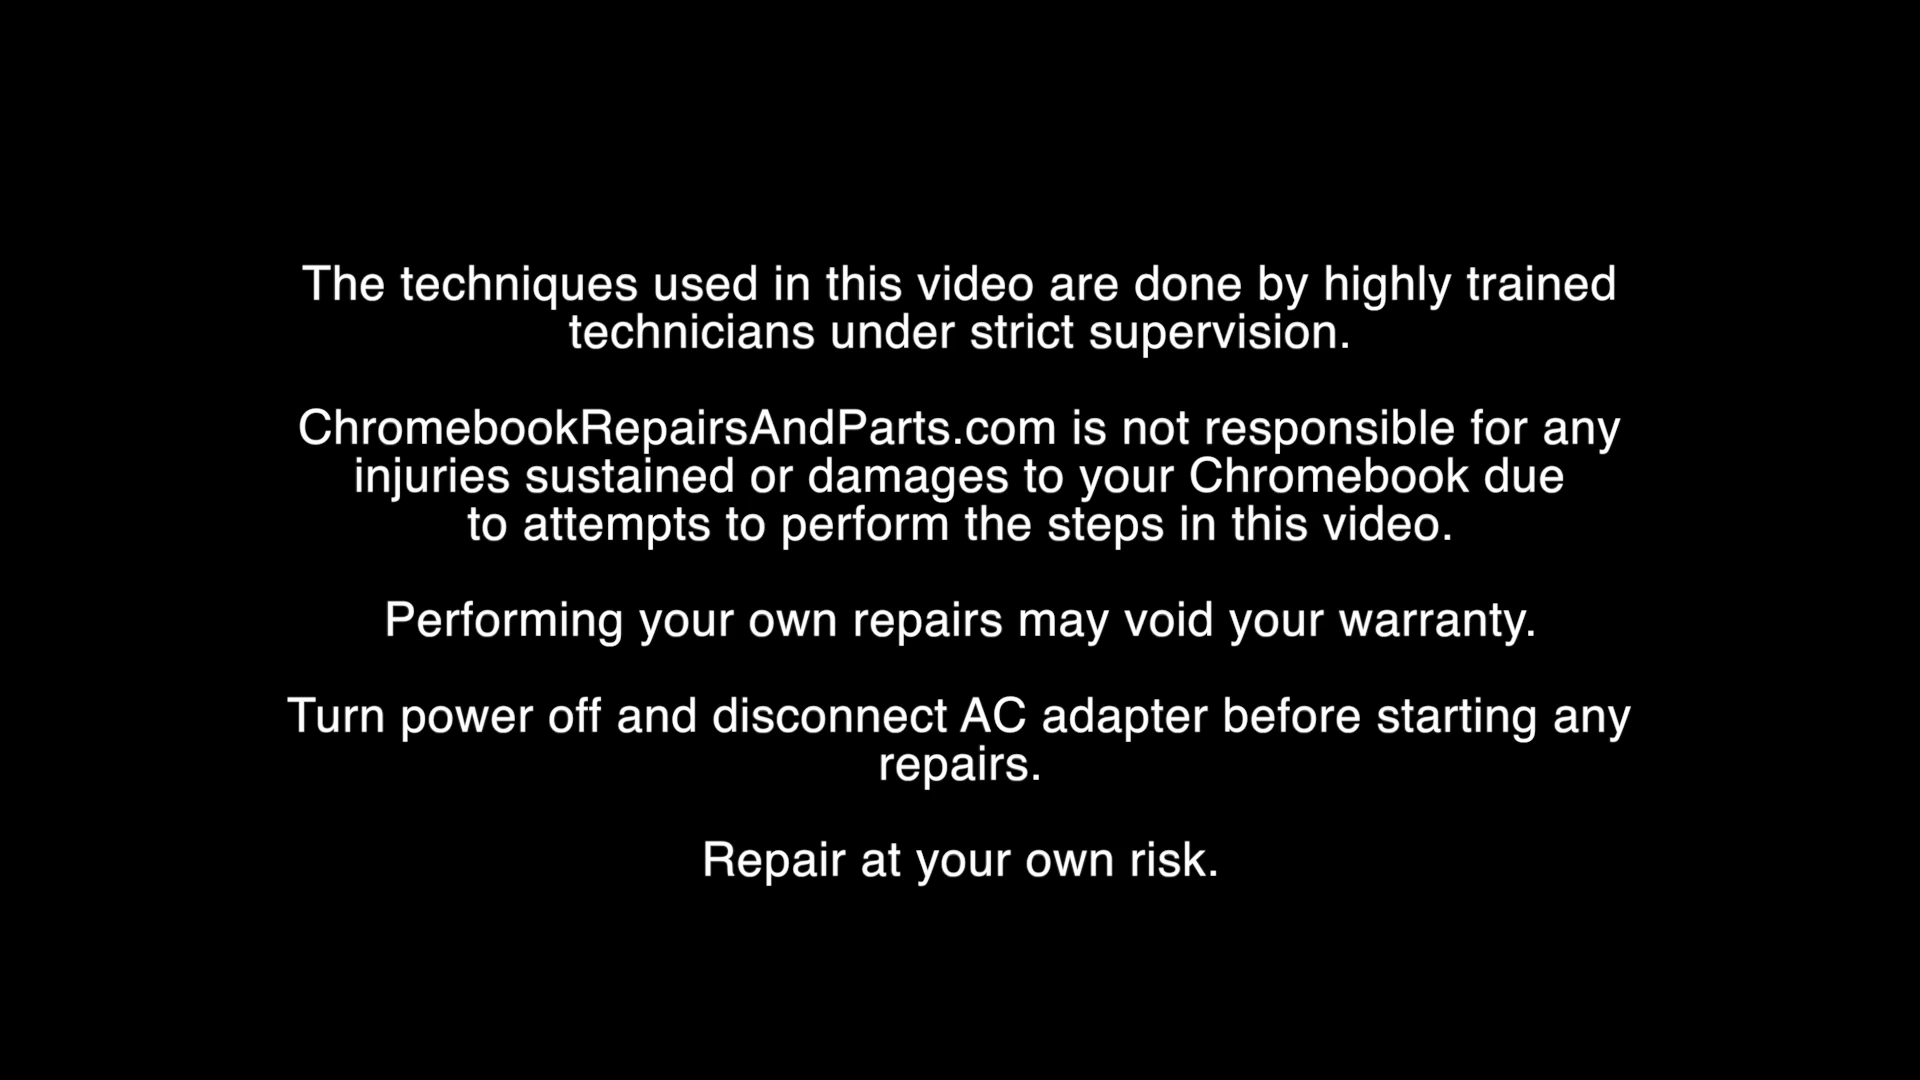 The techniques used in this video are done by highly trained
technicians under strict supervision.
ChromebookRepairsAndParts.com is not responsible for any
injuries sustained or damages to your Chromebook due
to attempts to perform the steps in this video.
Performing your own repairs may void your warranty.
Turn power off and disconnect AC adapter before starting any
repairs.
Repair at your own risk.